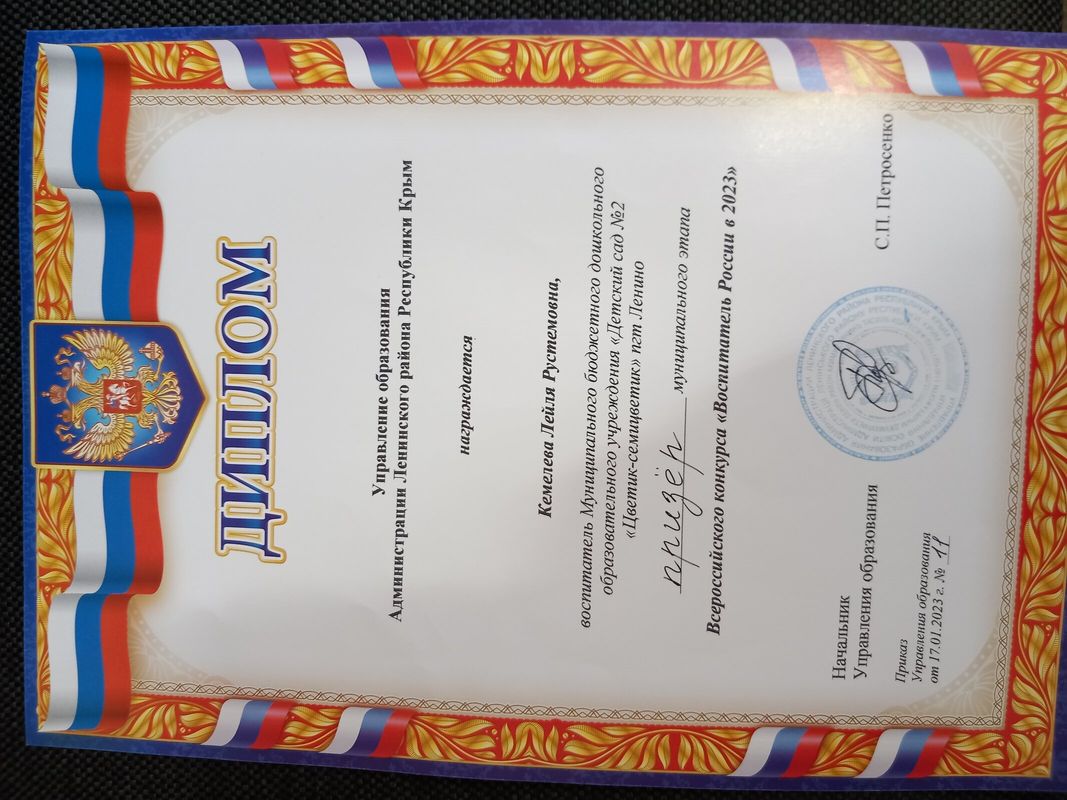 ДИПЛОМ
Управление образования
Администрации Ленинского района Республики Крым
награждается
Кемелева Лейля Рустемовна,
воспитатель Муниципального бюджетного дошкольного
образовательного учреждения «Детский сад №2
«Цветик-семицветик» пгт Ленино
призёр муниципального этапа
Всероссийского конкурса «Воспитатель России в 2023»
Начальник
Управления образования С.П. Петросенко
Приказ
Управления образования
от 17.01.2023 г. № 11